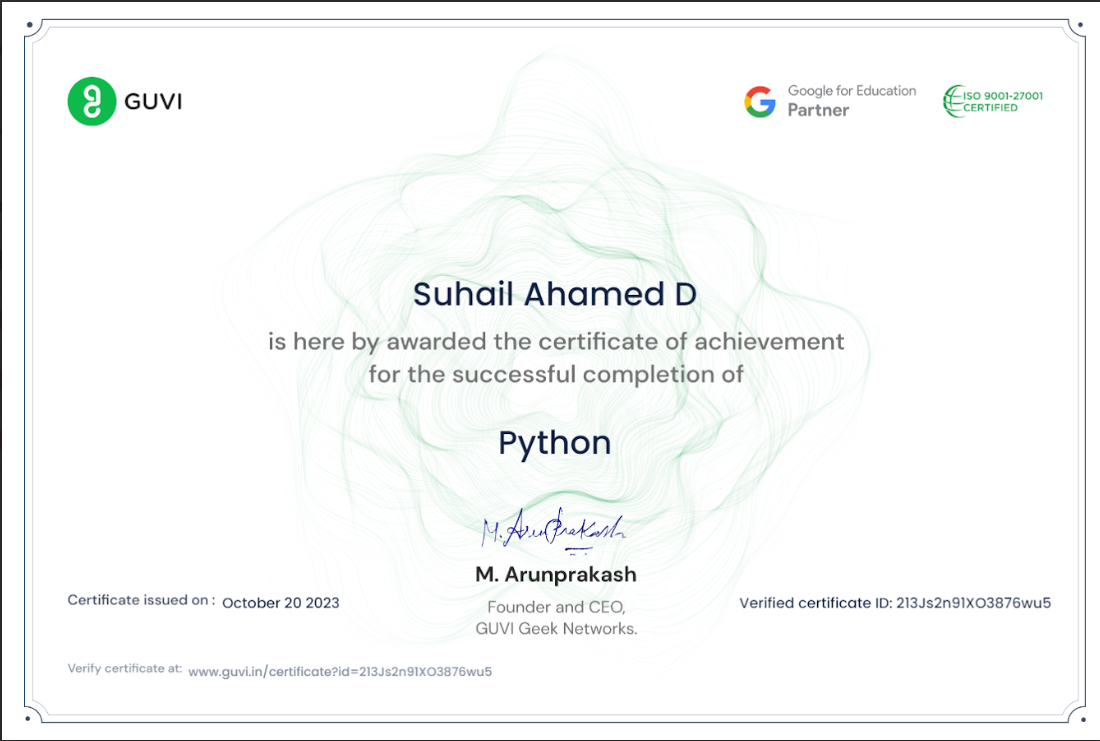 GUVI
Google for Education
Partner
ISO 9001-27001
CERTIFIED
Suhail Ahamed D
is here by awarded the certificate of achievement
for the successful completion of
Python
M. Arunprakash
M. Arunprakash
Founder and CEO,
GUVI Geek Networks.
Certificate issued on : October 20 2023
Verified certificate ID: 213Js2n91XO3876wu5
Verify certificate at: www.guvi.in/certificate?id=213Js2n91XO3876wu5